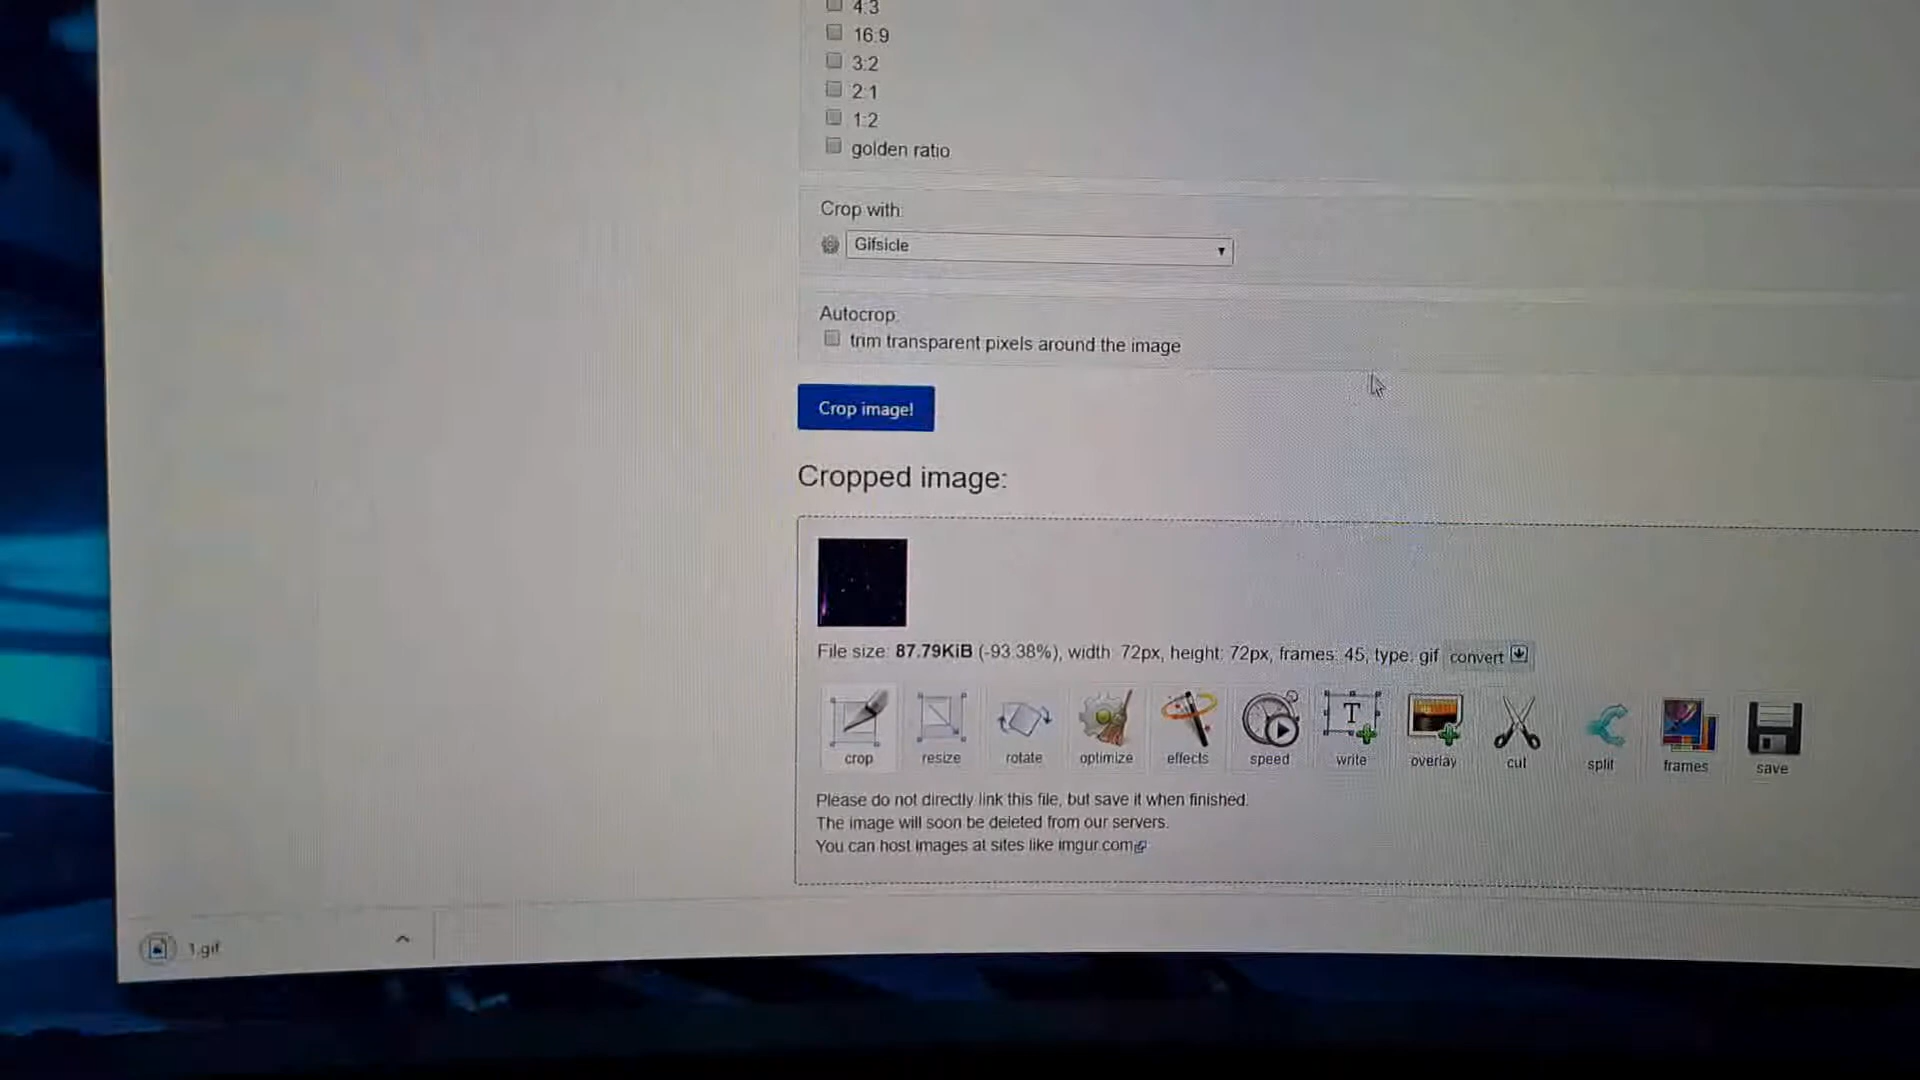 4:3
16:9
3:2
2:1
1:2
golden ratio
Crop with:
Gifsicle
Autocrop:
trim transparent pixels around the image
Crop image!
Cropped image:
File size: 87.79KiB (-93.38%), width: 72px, height: 72px, frames: 45, type: gif convert
crop resize rotate optimize effects speed write overlay cut split frames save
Please do not directly link this file, but save it when finished.
The image will soon be deleted from our servers.
You can host images at sites like imgur.com
1.gif